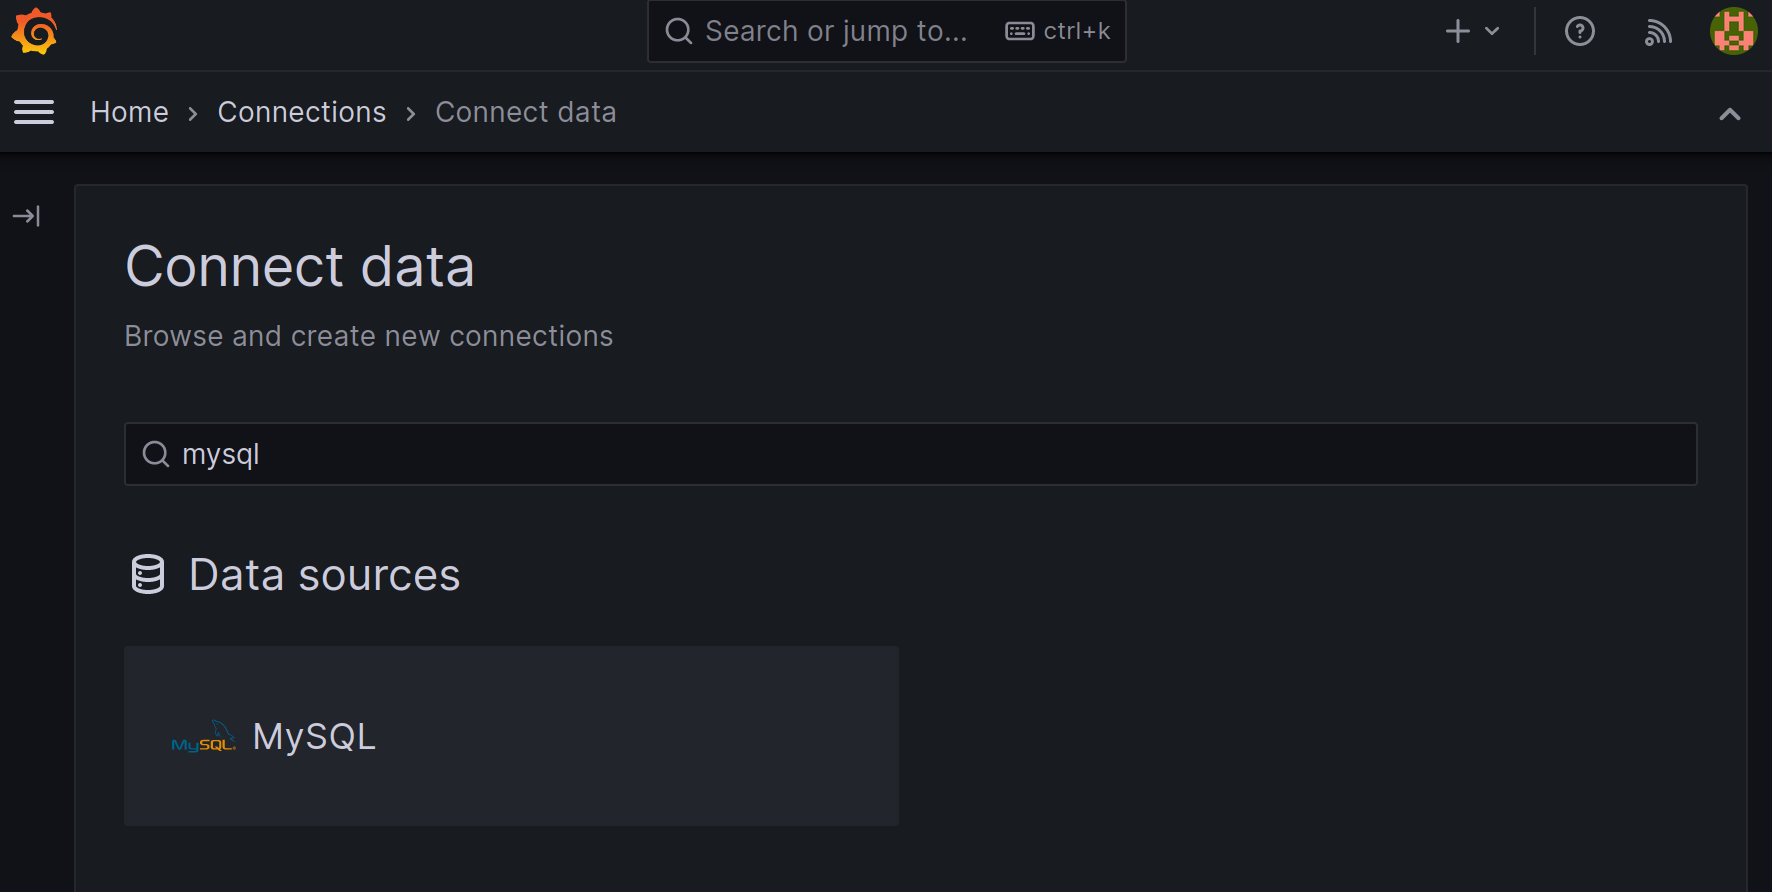 Search or jump to...
ctrl+k
Home › Connections › Connect data
Connect data
Browse and create new connections
mysql
Data sources
MySQL MySQL